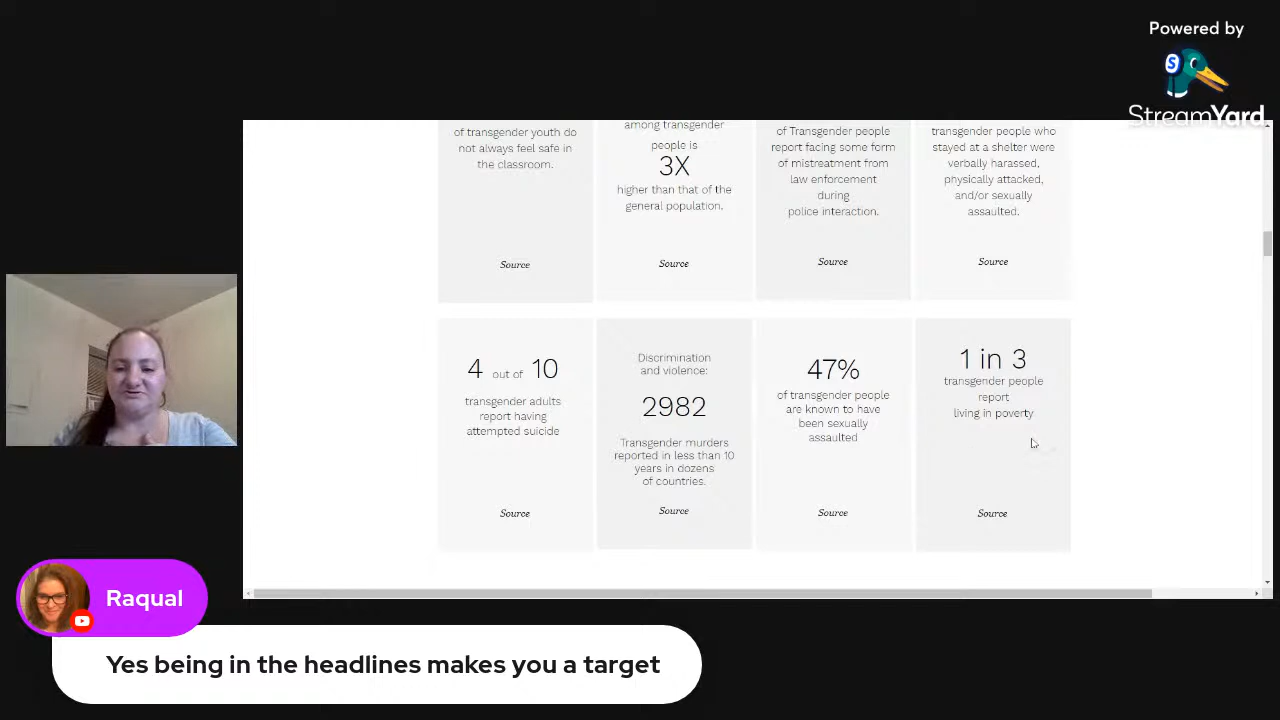 Powered by
StreamYard
of transgender youth do
not always feel safe in
the classroom.
Source
among transgender
people is
3X
higher than that of the
general population.
Source
of Transgender people
report facing some form
of mistreatment from
law enforcement
during
police interaction.
Source
transgender people who
stayed at a shelter were
verbally harassed,
physically attacked,
and/or sexually
assaulted.
Source
4 out of 10
transgender adults
report having
attempted suicide
Source
Discrimination
and violence:
2982
Transgender murders
reported in less than 10
years in dozens
of countries.
Source
47%
of transgender people
are known to have
been sexually
assaulted
Source
1 in 3
transgender people
report
living in poverty
Source
Raqual
Yes being in the headlines makes you a target